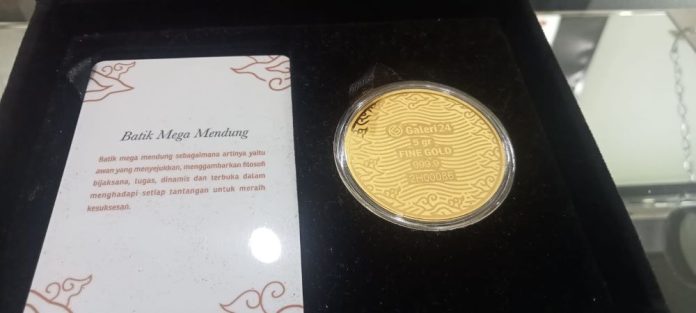 Batik Mega Mendung
Batik mega mendung sebagaimana artinya yaitu
awan yang menyejukkan, menggambarkan filosofi
bijaksana, lugas, dinamis dan terbuka dalam
menghadapi setiap tantangan untuk meraih
kesuksesan.
Galeri24
5 gr
FINE GOLD
999.9
2H00086